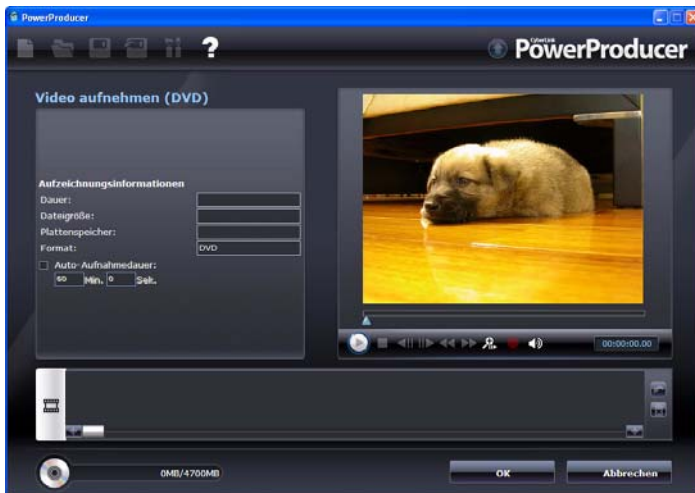 PowerProducer
?
CyberLink
PowerProducer
Video aufnehmen (DVD)
Aufzeichnungsinformationen
Dauer:
Dateigröße:
Plattenspeicher:
Format: DVD
Auto-Aufnahmedauer:
60 Min. 0 Sek.
00:00:00.00
0MB/4700MB
OK
Abbrechen